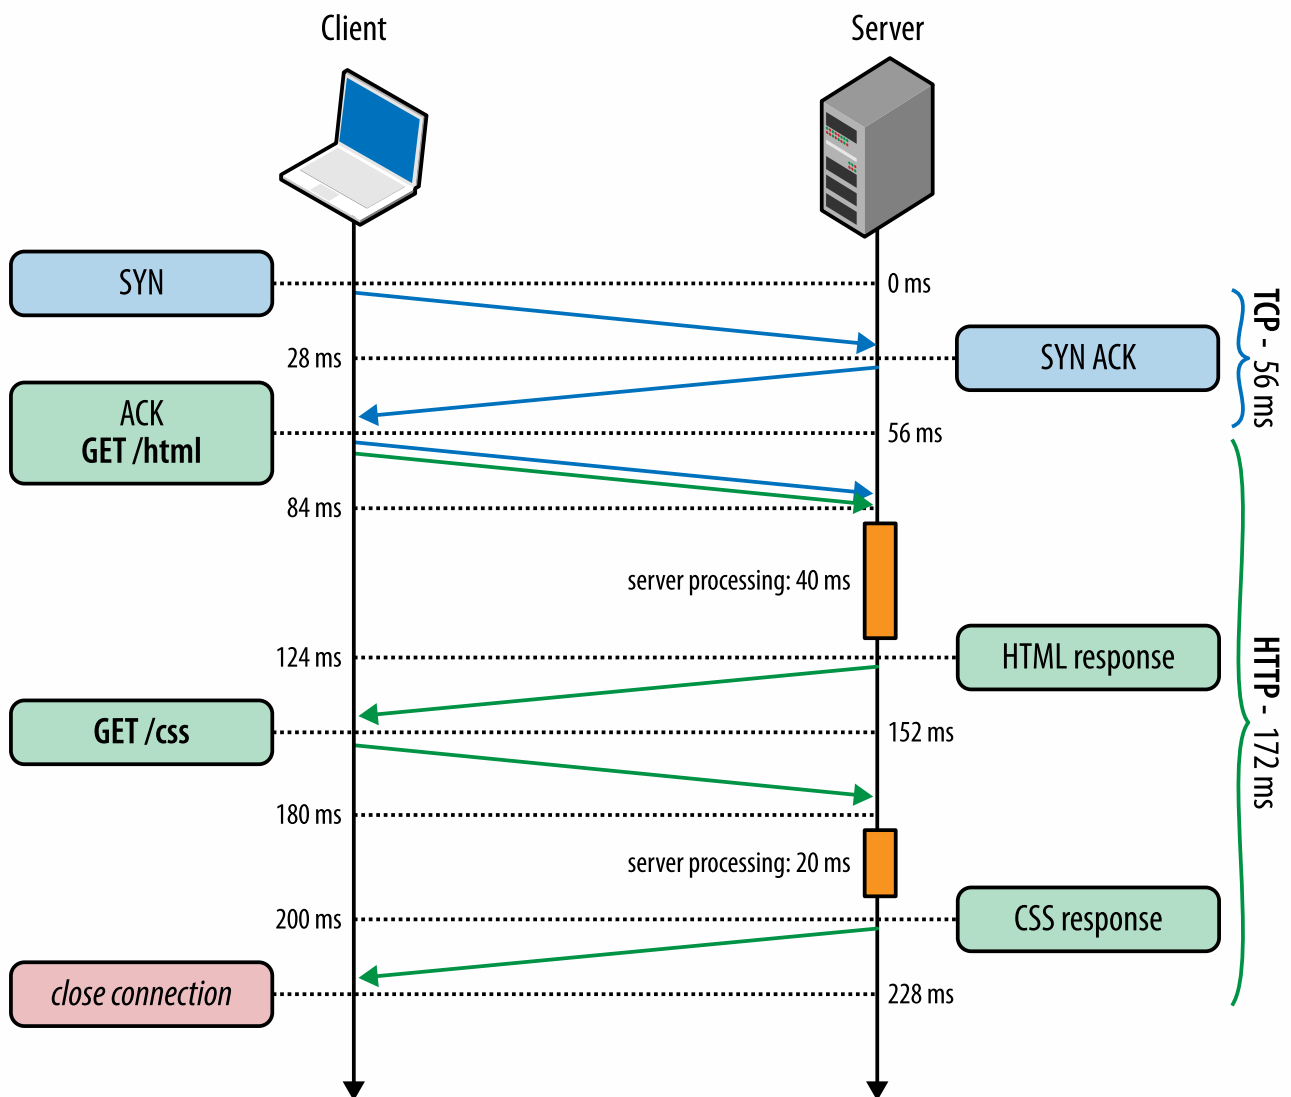 Client
Server
SYN
0 ms
28 ms
SYN ACK
TCP - 56 ms
ACK
GET /html
56 ms
84 ms
server processing: 40 ms
124 ms
HTML response
HTTP - 172 ms
GET /css
152 ms
180 ms
server processing: 20 ms
200 ms
CSS response
close connection
228 ms